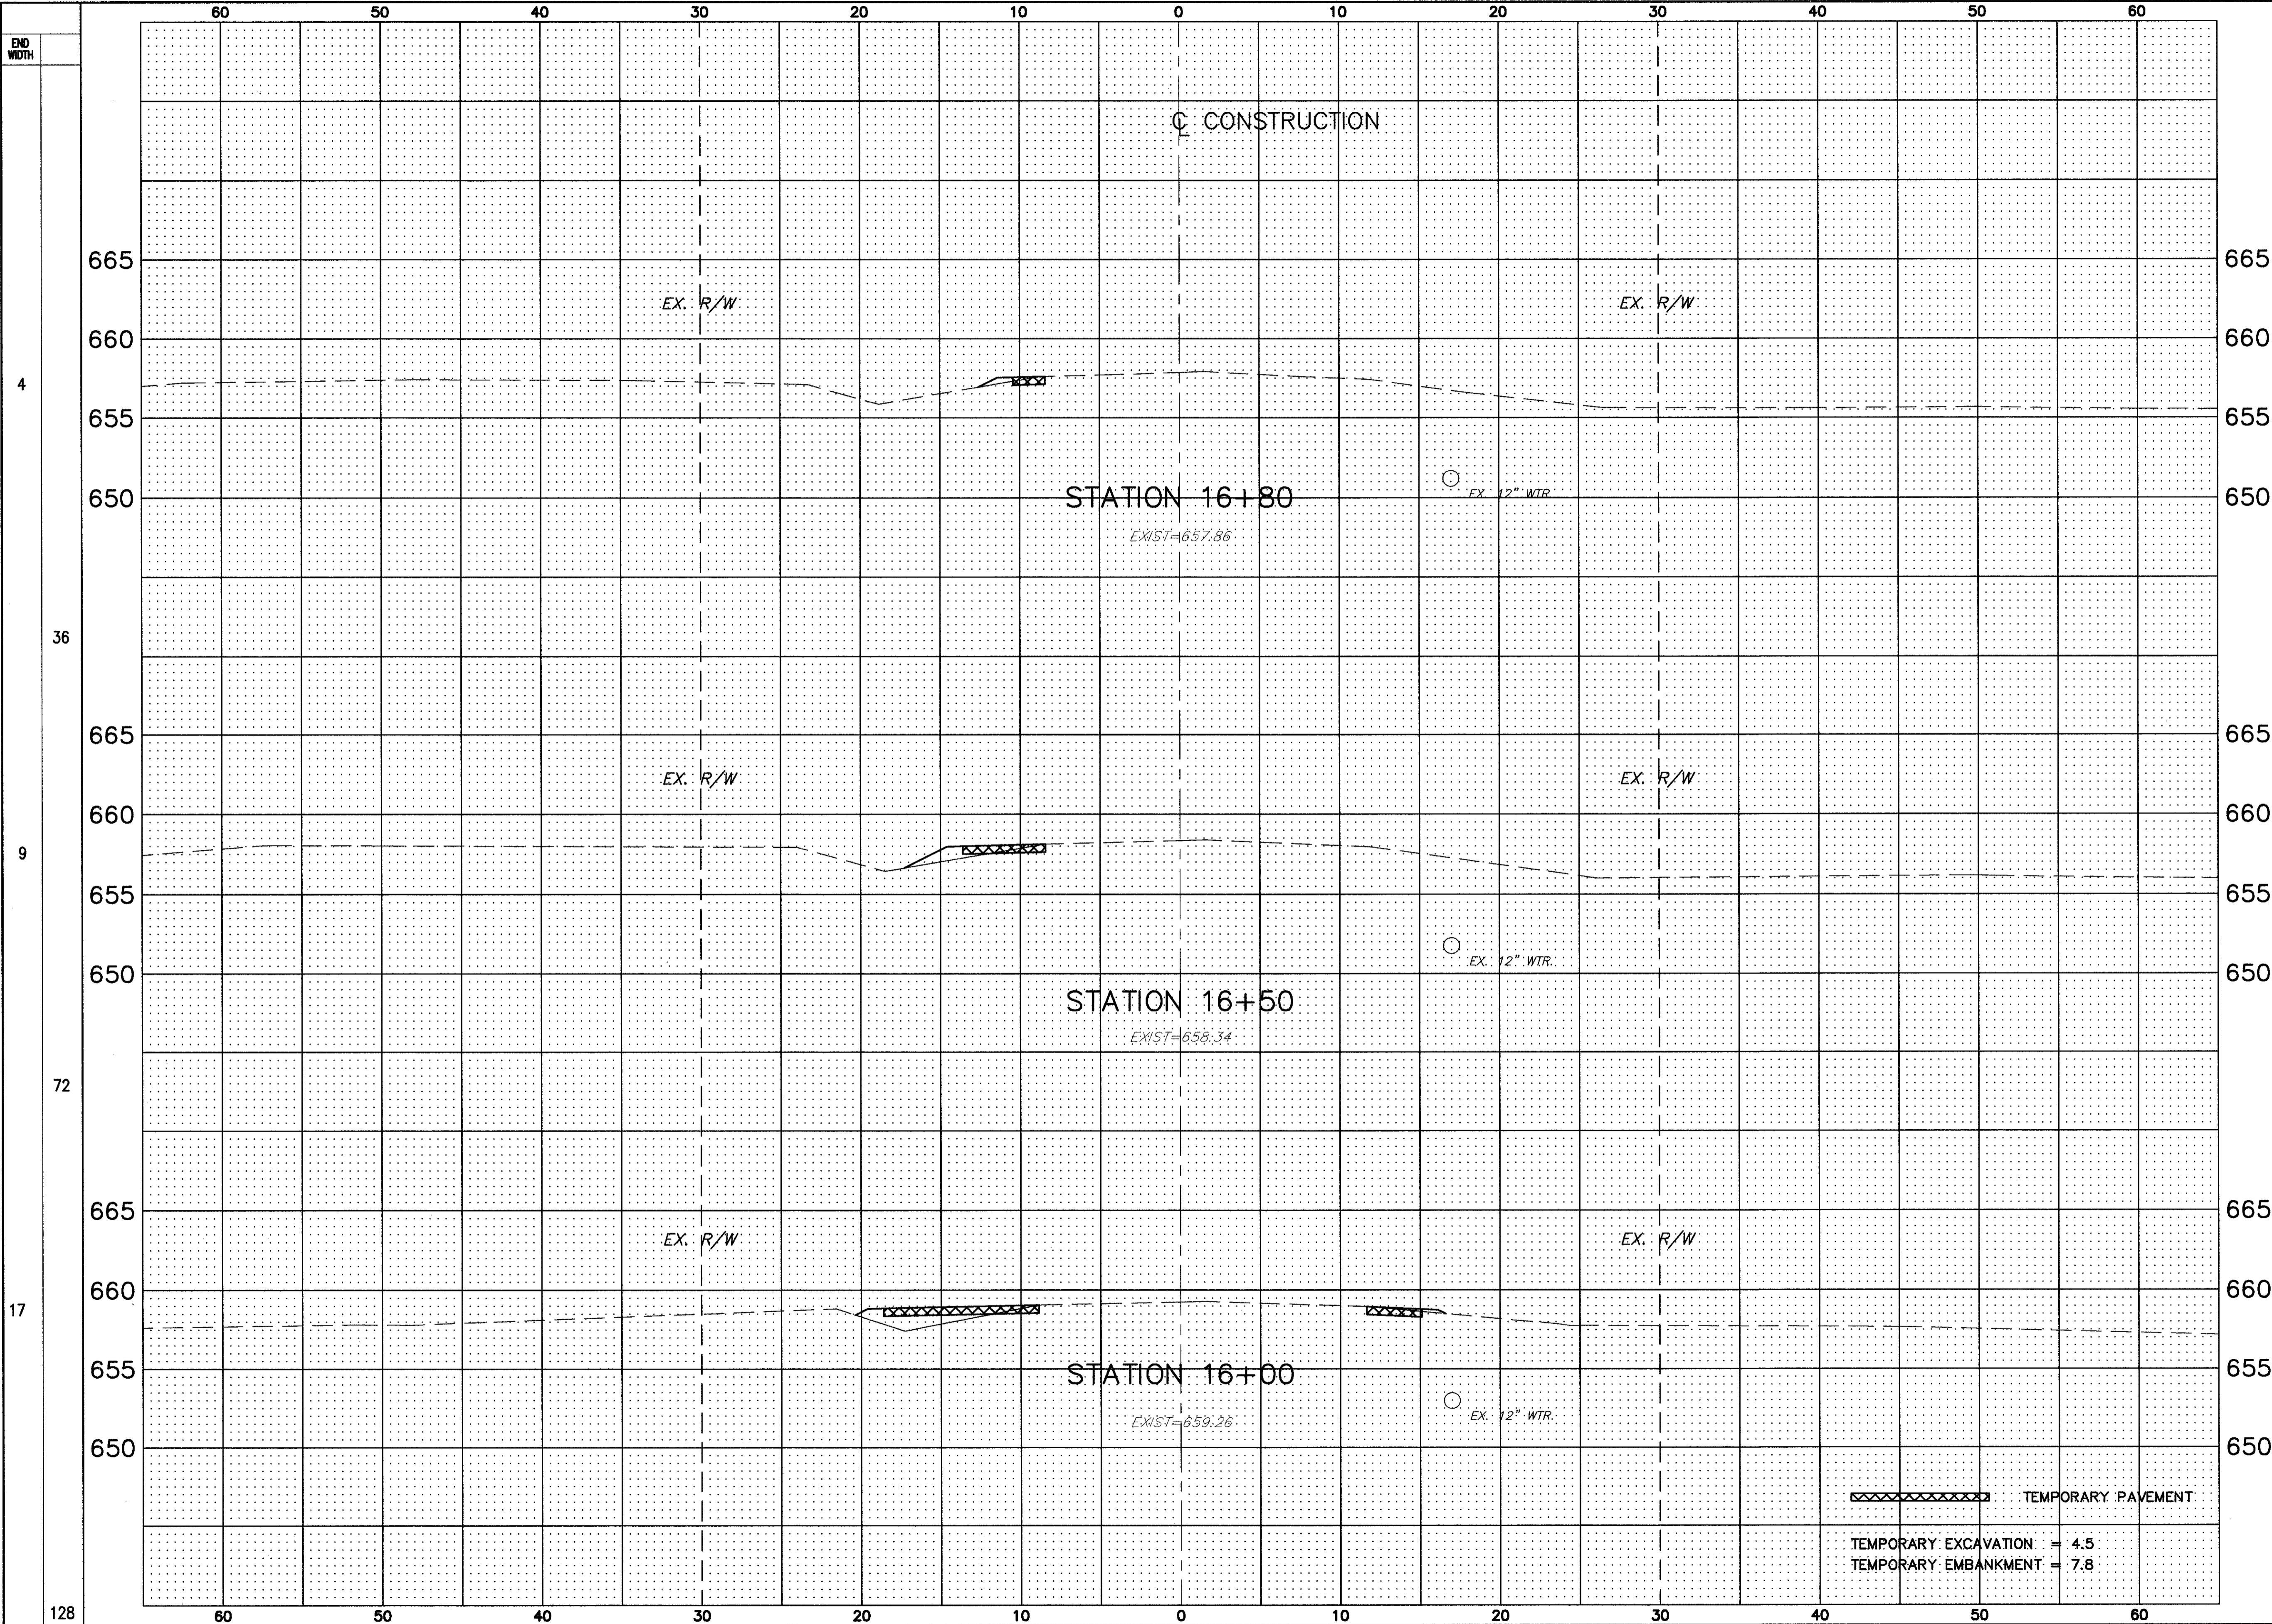 60 50 40 30 20 10 0 10 20 30 40 50 60
END
WIDTH
℄ CONSTRUCTION
665 665
EX. R/W EX. R/W
660 660
4
655 655
650 STATION 16+80 EX. 12" WTR. 650
EXIST=657.86
36
665 665
EX. R/W EX. R/W
660 660
9
655 655
EX. 12" WTR.
650 650
STATION 16+50
EXIST=658.34
72
665 665
EX. R/W EX. R/W
660 660
17
655 STATION 16+00 655
EXIST=659.26 EX. 12" WTR.
650 650
TEMPORARY PAVEMENT
TEMPORARY EXCAVATION = 4.5
TEMPORARY EMBANKMENT = 7.8
128
60 50 40 30 20 10 0 10 20 30 40 50 60